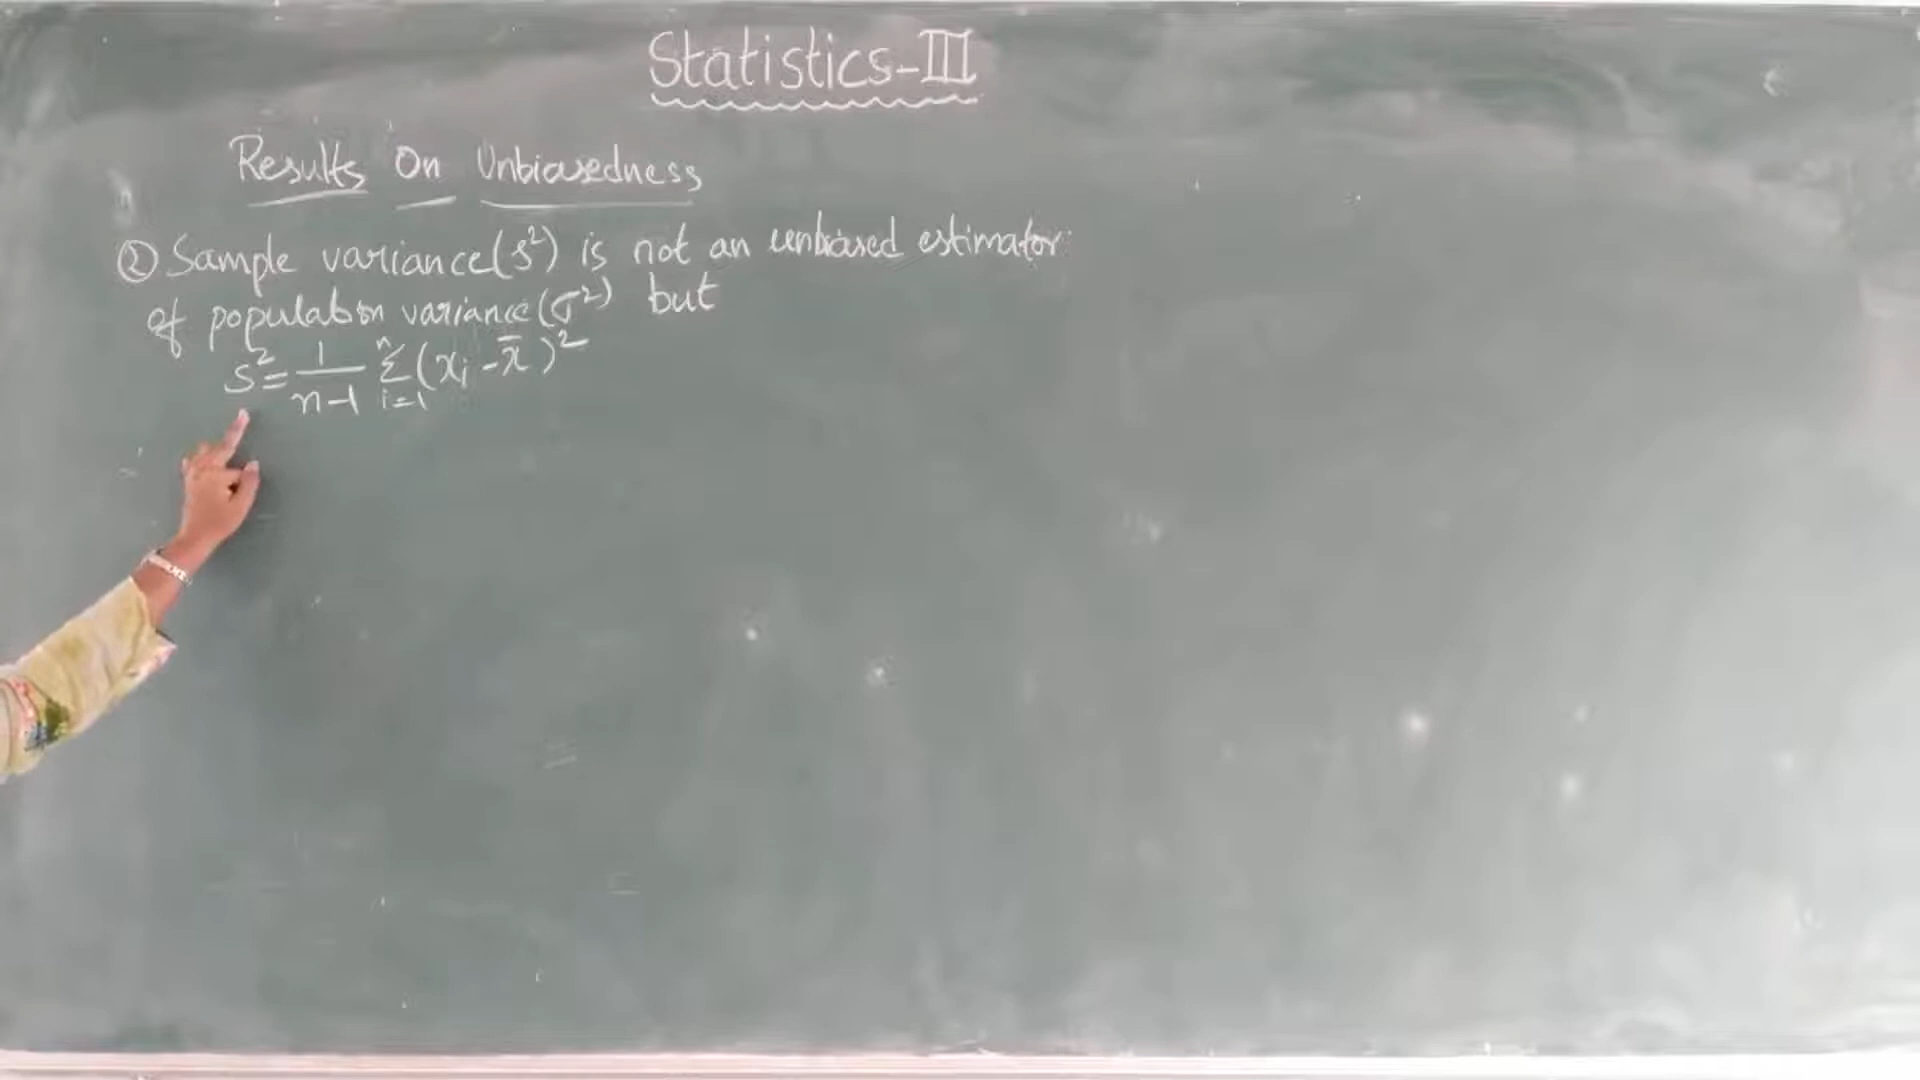 Statistics-III
Results On Unbiasedness
② Sample variance(s²) is not an unbiased estimator
of population variance(σ²) but
S² = 1/(n-1) n Σ i=1 (xi - x̄)²